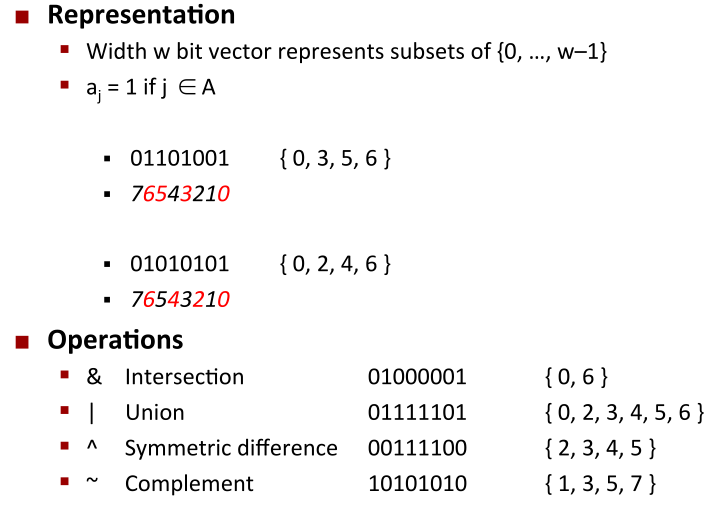 Representation
Width w bit vector represents subsets of {0, …, w–1}
aj = 1 if j ∈ A
01101001 { 0, 3, 5, 6 }
76543210
01010101 { 0, 2, 4, 6 }
76543210
Operations
& Intersection 01000001 { 0, 6 }
| Union 01111101 { 0, 2, 3, 4, 5, 6 }
^ Symmetric difference 00111100 { 2, 3, 4, 5 }
~ Complement 10101010 { 1, 3, 5, 7 }